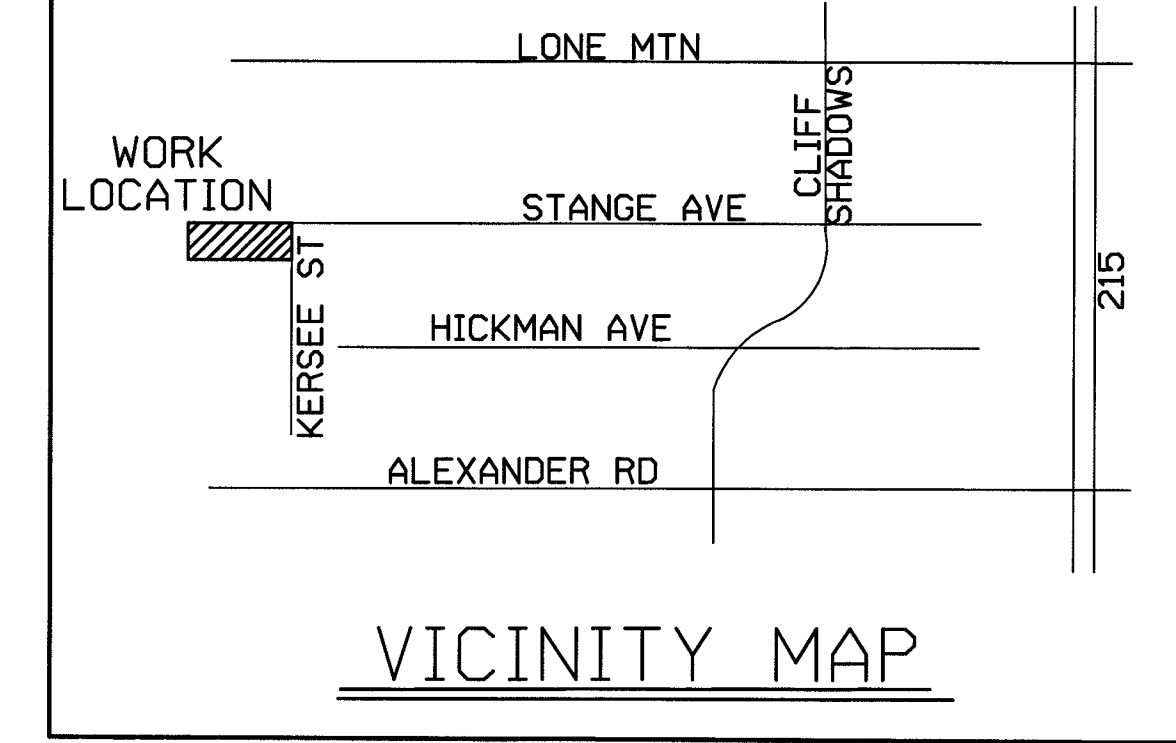 LONE MTN
CLIFF
SHADOWS
WORK
LOCATION
STANGE AVE
KERSEE ST
215
HICKMAN AVE
ALEXANDER RD
VICINITY MAP